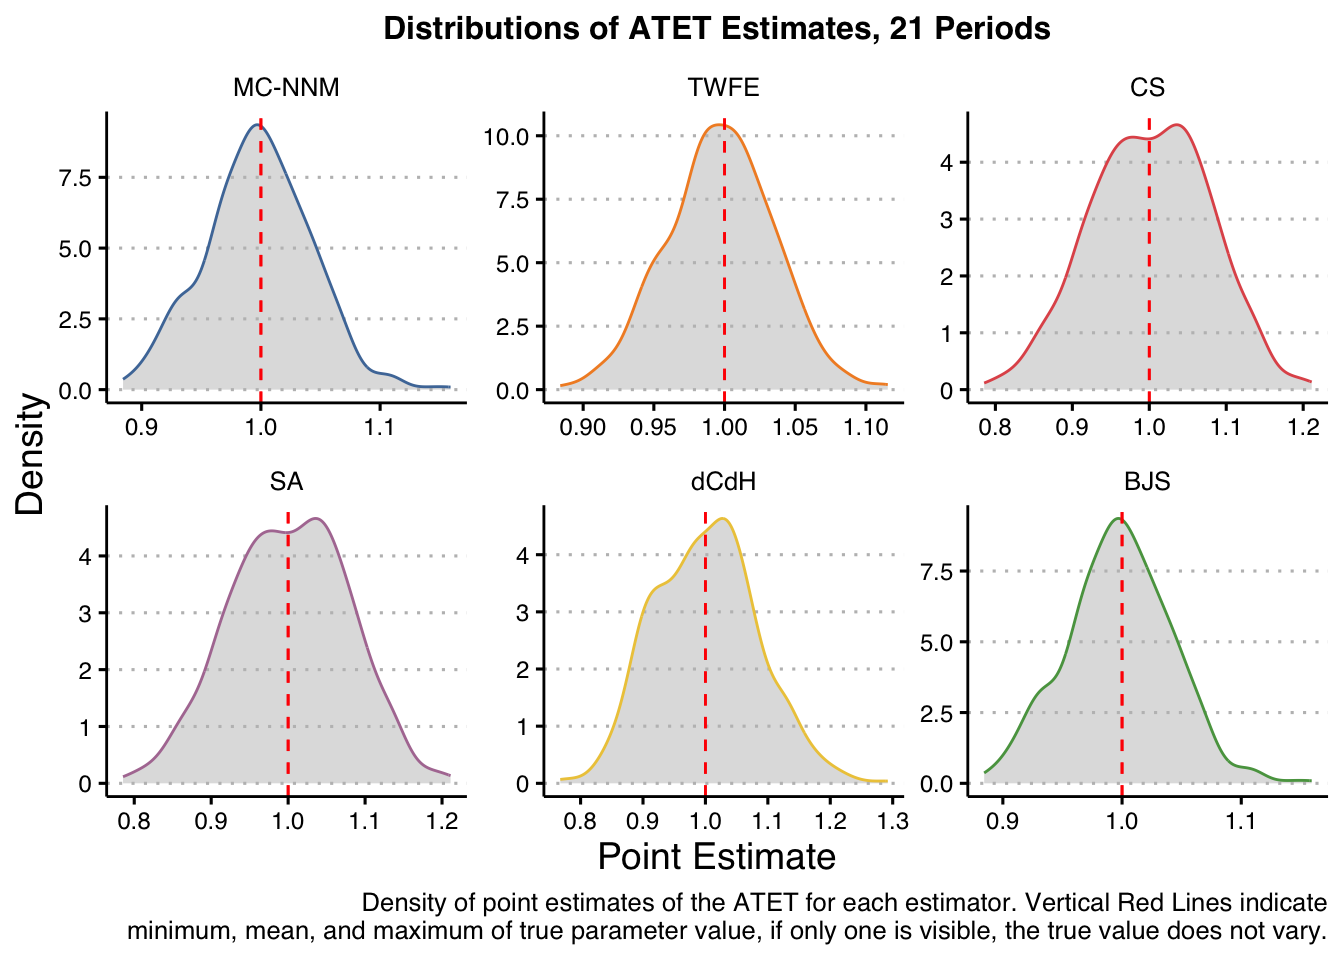 Distributions of ATET Estimates, 21 Periods
MC-NNM
TWFE
CS
7.5
5.0
2.5
0.0
10.0
7.5
5.0
2.5
0.0
4
3
2
1
0
0.9 1.0 1.1
0.90 0.95 1.00 1.05 1.10
0.8 0.9 1.0 1.1 1.2
Density
SA
dCdH
BJS
4
3
2
1
0
4
3
2
1
0
7.5
5.0
2.5
0.0
0.8 0.9 1.0 1.1 1.2
0.8 0.9 1.0 1.1 1.2 1.3
0.9 1.0 1.1
Point Estimate
Density of point estimates of the ATET for each estimator. Vertical Red Lines indicate
minimum, mean, and maximum of true parameter value, if only one is visible, the true value does not vary.